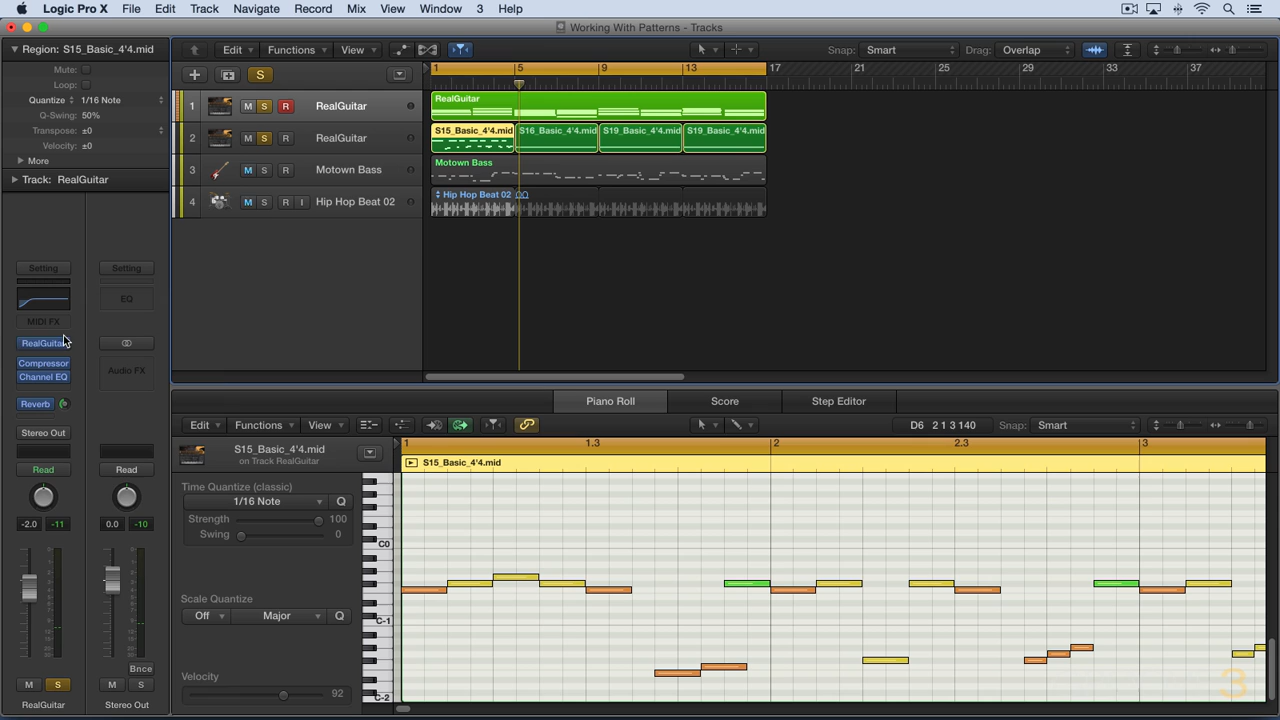 Logic Pro X File Edit Track Navigate Record Mix View Window 3 Help
Working With Patterns - Tracks
Region: S15_Basic_4'4.mid
Mute:
Loop:
Quantize 1/16 Note
Q-Swing: 50%
Transpose: ±0
Velocity: ±0
More
Track: RealGuitar
Edit Functions View Snap: Smart Drag: Overlap
S
1 5 9 13 17 21 25 29 33 37
1 M S R RealGuitar
RealGuitar
2 M S R RealGuitar
S15_Basic_4'4.mid S16_Basic_4'4.mid S19_Basic_4'4.mid S19_Basic_4'4.mid
3 M S R Motown Bass
Motown Bass
4 M S R I Hip Hop Beat 02
Hip Hop Beat 02
Setting Setting
EQ
MIDI FX
RealGuitar
Compressor
Channel EQ
Audio FX
Reverb
Stereo Out
Read Read
-2.0 -11 0.0 -10
Bnce
M S M S
RealGuitar Stereo Out
Piano Roll Score Step Editor
Edit Functions View D6 2 1 3 140 Snap: Smart
1 1.3 2 2.3 3
S15_Basic_4'4.mid
on Track RealGuitar
S15_Basic_4'4.mid
Time Quantize (classic)
1/16 Note Q
Strength 100
Swing 0
Scale Quantize
Off Major Q
Velocity
92
C0
C-1
C-2
3